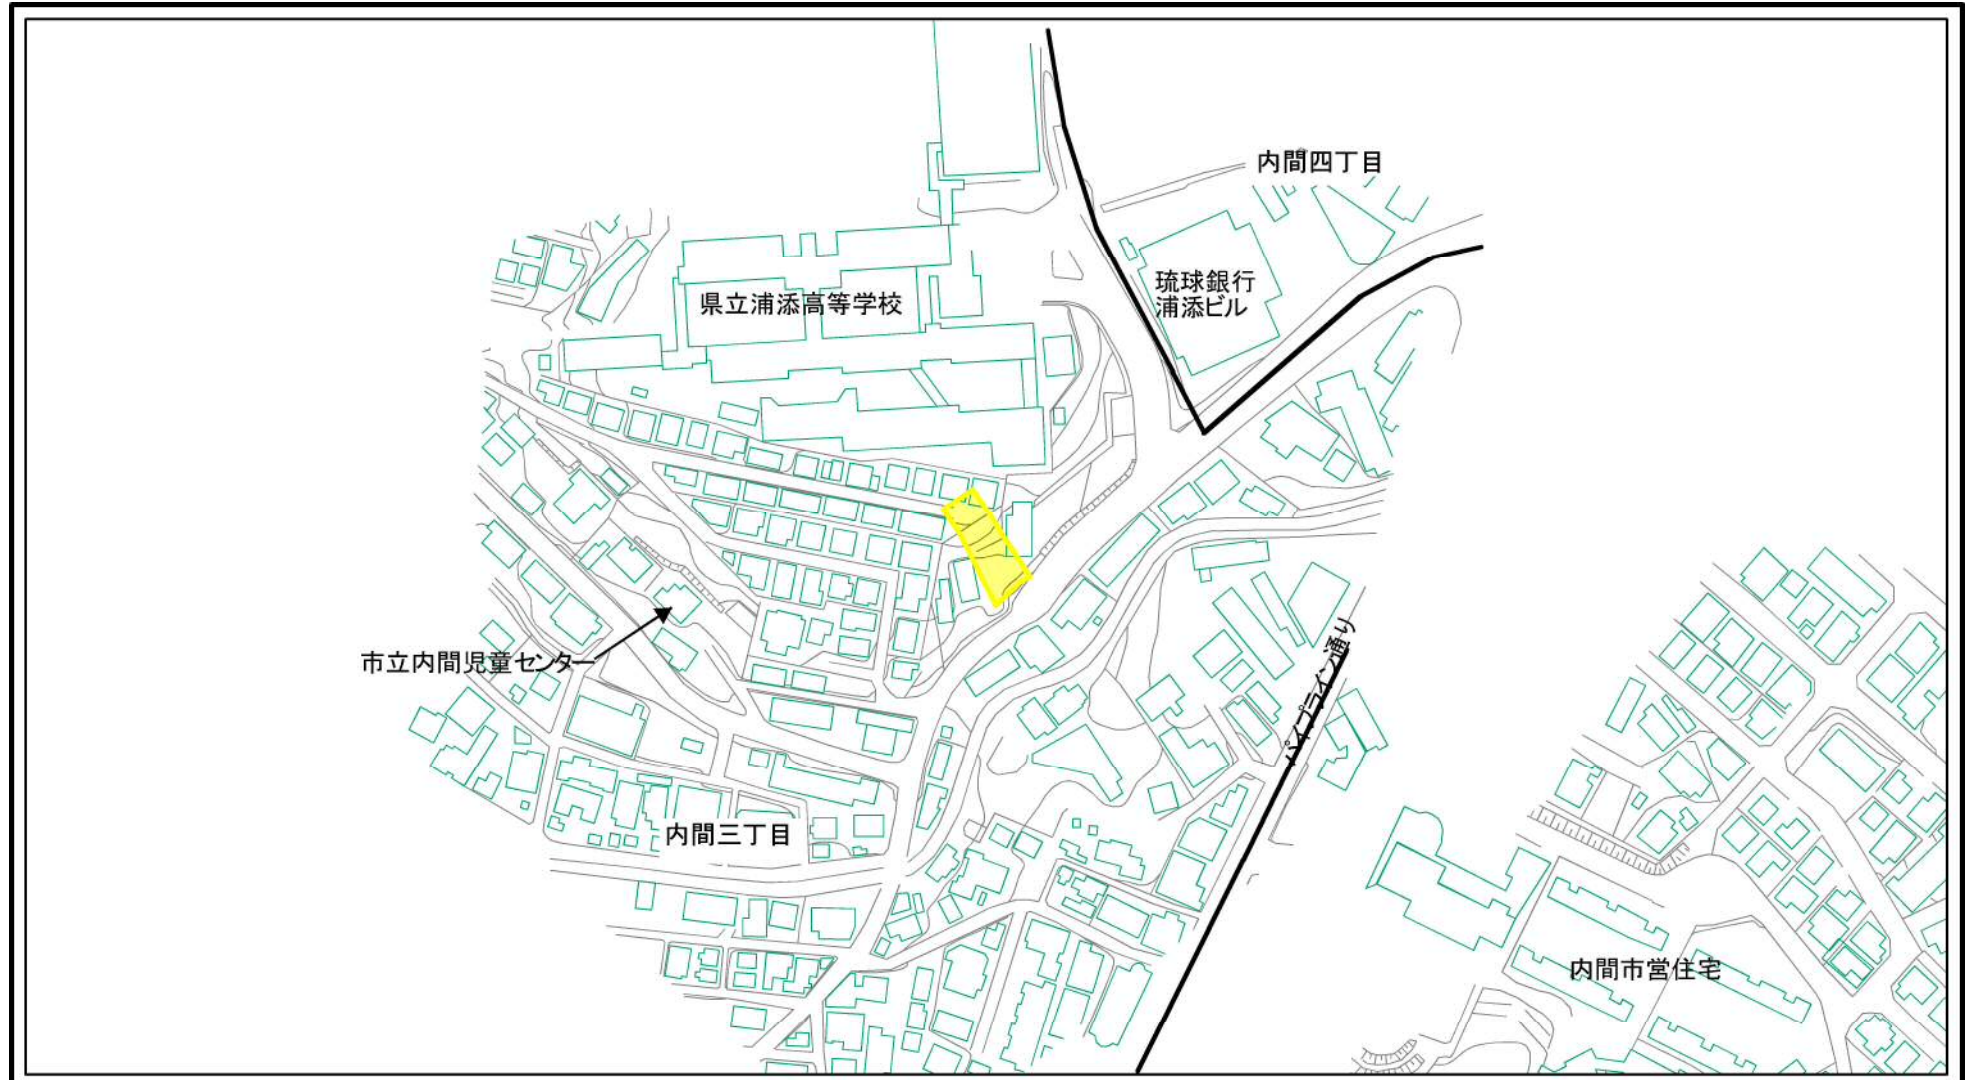 内間四丁目
琉球銀行
浦添ビル
県立浦添高等学校
市立内間児童センター
パイプライン通り
内間三丁目
内間市営住宅